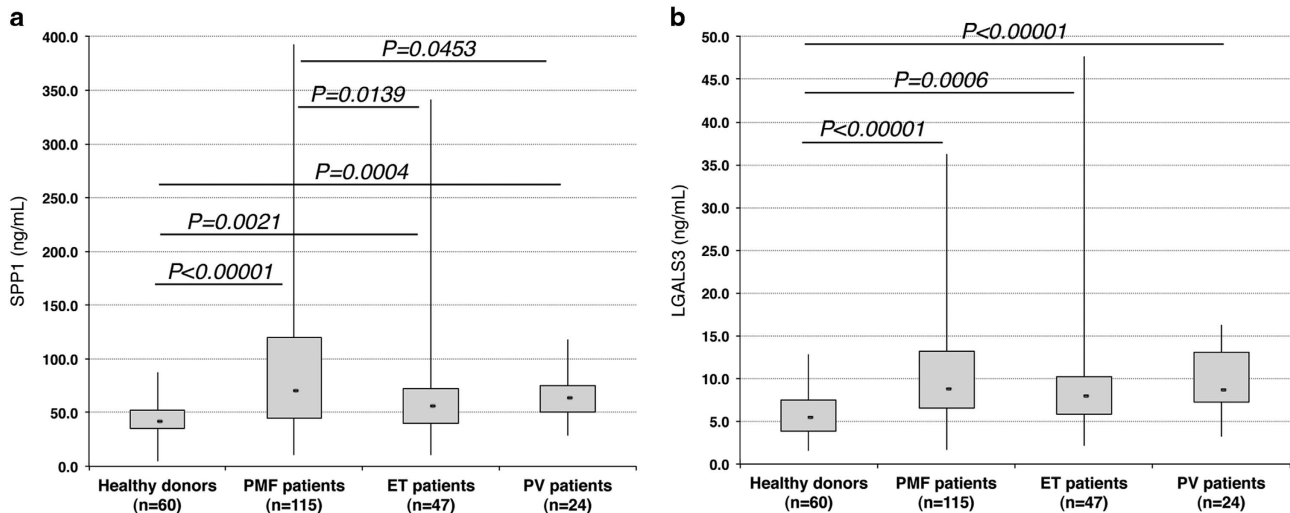 a
400.0
350.0
300.0
250.0
200.0
150.0
100.0
50.0
0.0
SPP1 (ng/mL)
P=0.0453
P=0.0139
P=0.0004
P=0.0021
P<0.00001
Healthy donors PMF patients ET patients PV patients
(n=60) (n=115) (n=47) (n=24)
b
50.0
45.0
40.0
35.0
30.0
25.0
20.0
15.0
10.0
5.0
0.0
LGALS3 (ng/mL)
P<0.00001
P=0.0006
P<0.00001
Healthy donors PMF patients ET patients PV patients
(n=60) (n=115) (n=47) (n=24)